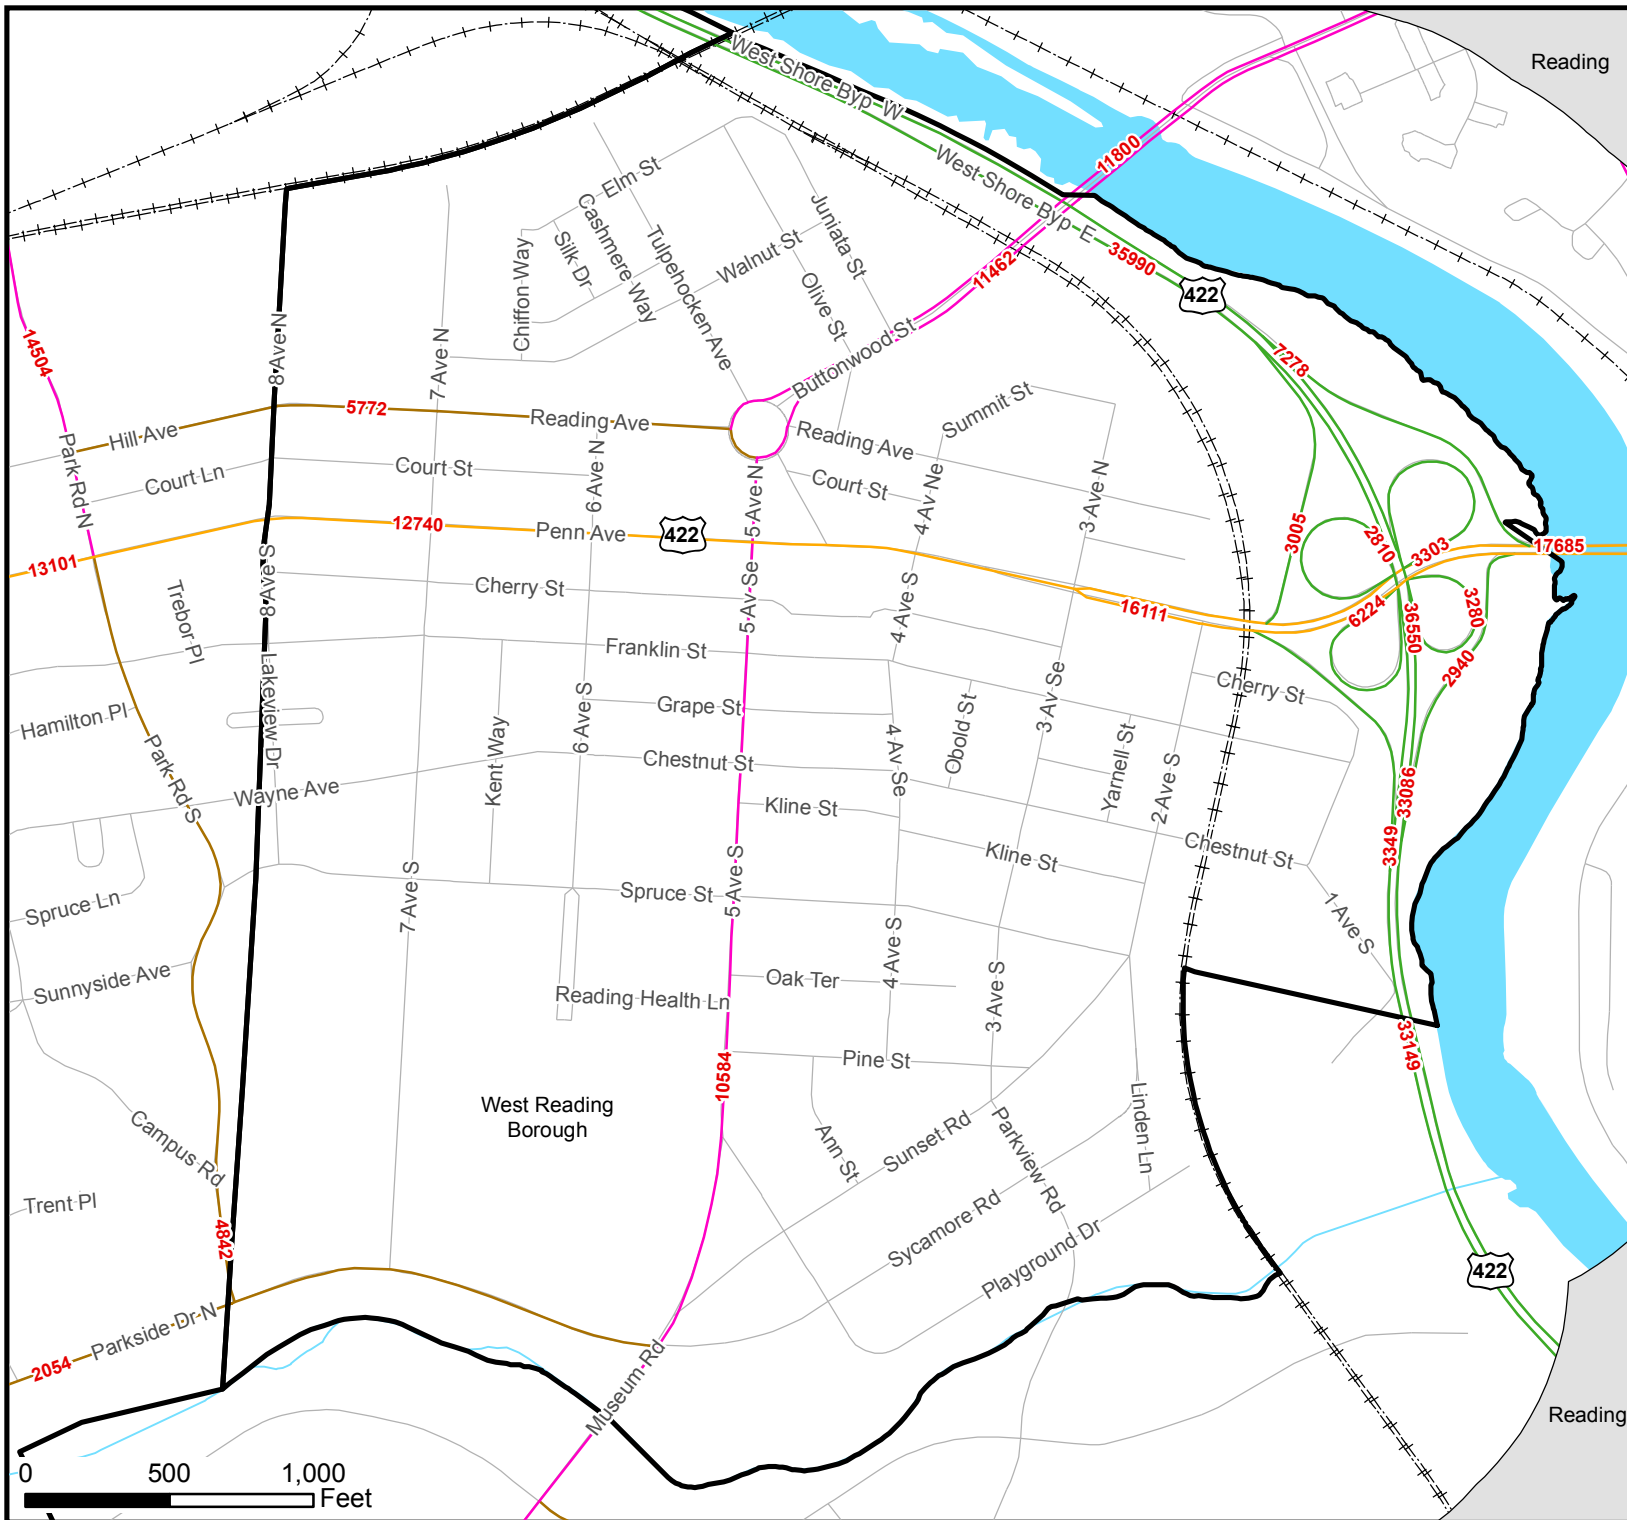 Reading
West Shore Byp W
West Shore Byp E
11800
11462
35990
422
7278
Elm St
Cashmere Way
Silk Dr
Chiffon Way
Tulpehocken Ave
Walnut St
Juniata St
Olive St
Buttonwood St
14504
8 Ave N
7 Ave N
5772
Hill Ave
Reading Ave
Reading Ave
Summit St
Park Rd N
Court Ln
Court St
6 Ave N
5 Ave N
Court St
4 Av Ne
3 Ave N
12740
Penn Ave
422
13101
3005
2810
3303
17685
8 Ave S
Trebor Pl
Cherry St
5 Av Se
4 Ave S
16111
6224
36550
3280
2940
Franklin St
Lakeview Dr
Hamilton Pl
Grape St
6 Ave S
Kent Way
Chestnut St
4 Av Se
Obold St
3 Av Se
Yarnell St
2 Ave S
Cherry St
Park Rd S
Wayne Ave
Kline St
Kline St
Chestnut St
33086
3349
Spruce Ln
7 Ave S
Spruce St
5 Ave S
4 Ave S
1 Ave S
Sunnyside Ave
Reading Health Ln
Oak Ter
3 Ave S
33149
10584
Pine St
West Reading
Borough
Ann St
Sunset Rd
Parkview Rd
Linden Ln
Campus Rd
Trent Pl
4842
Sycamore Rd
Playground Dr
422
Parkside Dr N
2054
Museum Rd
Reading
0 500 1,000
Feet